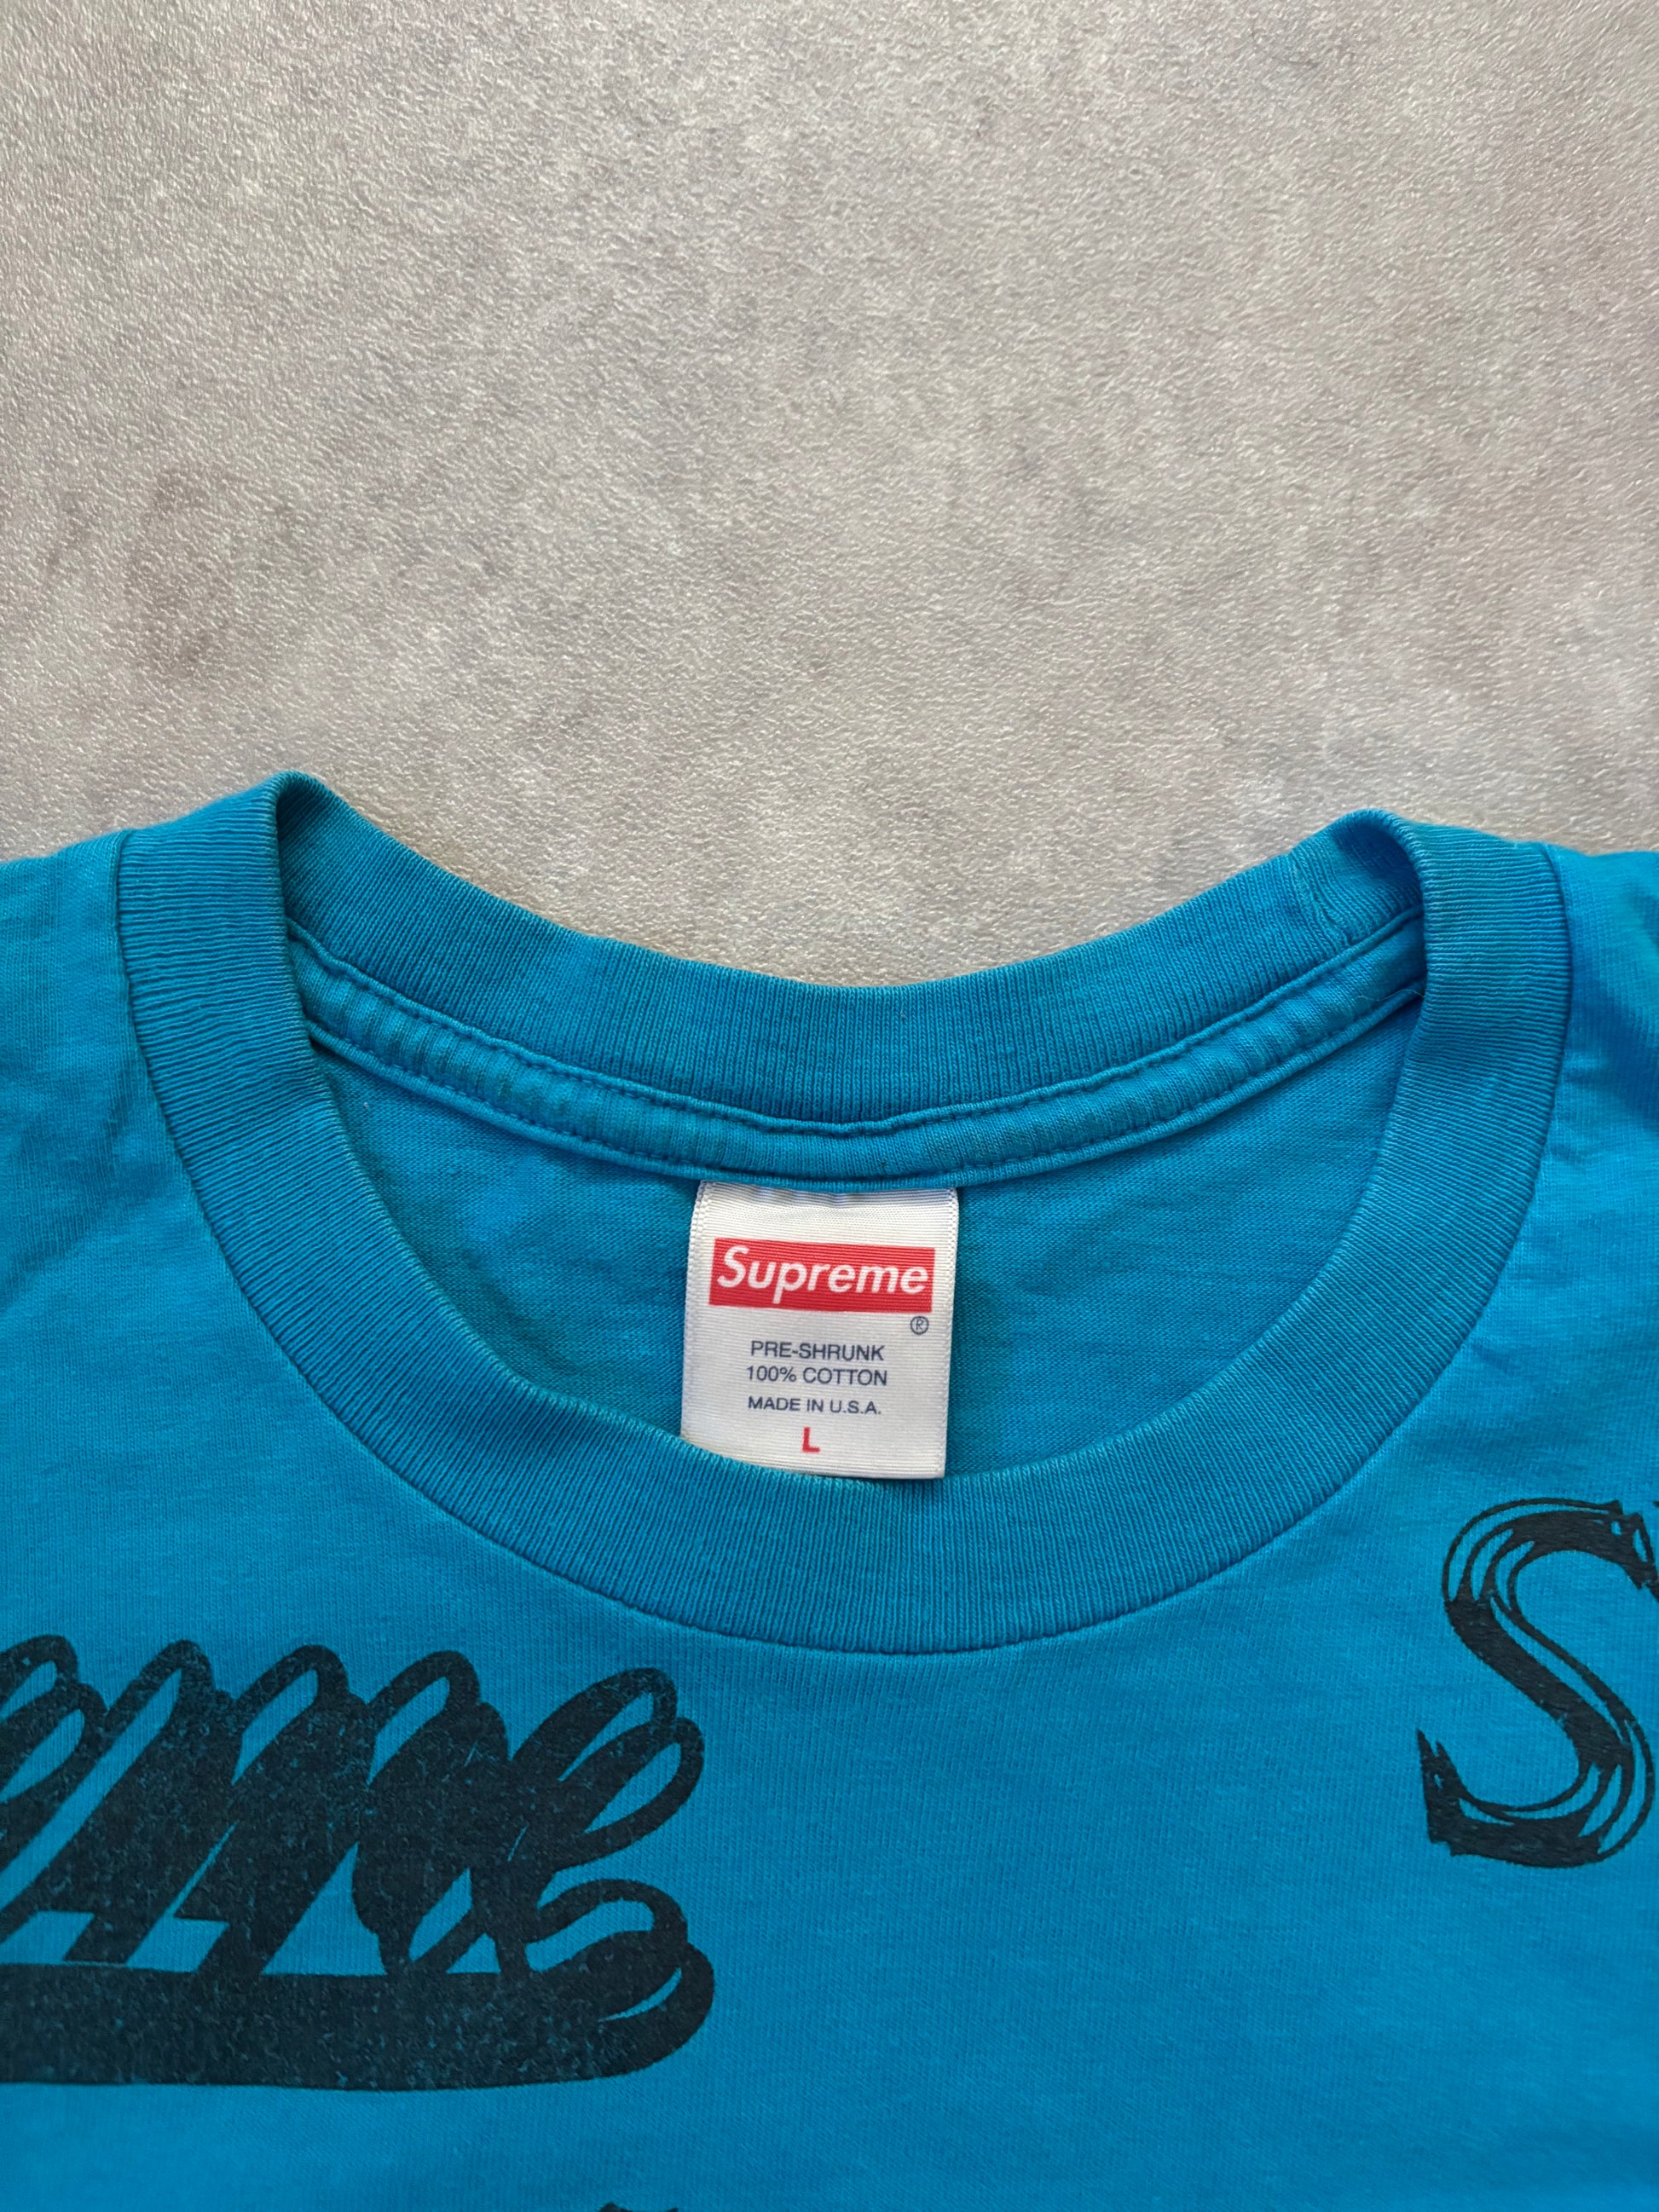 Supreme
®
PRE-SHRUNK
100% COTTON
MADE IN U.S.A.
L
S